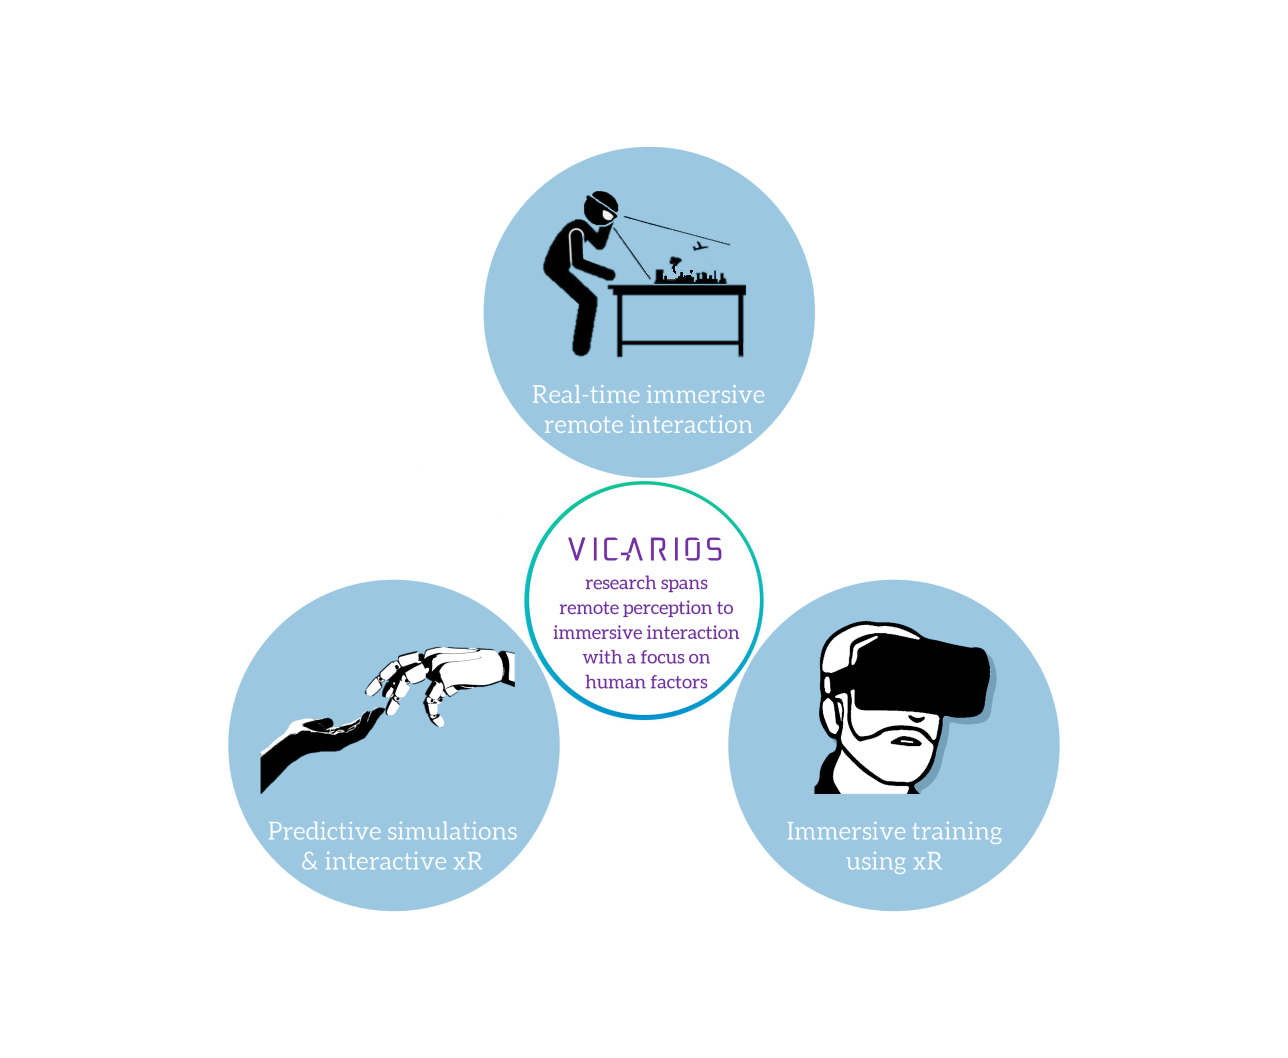 Real-time immersive
remote interaction
VICARIOS
research spans
remote perception to
immersive interaction
with a focus on
human factors
Predictive simulations
& interactive xR
Immersive training
using xR